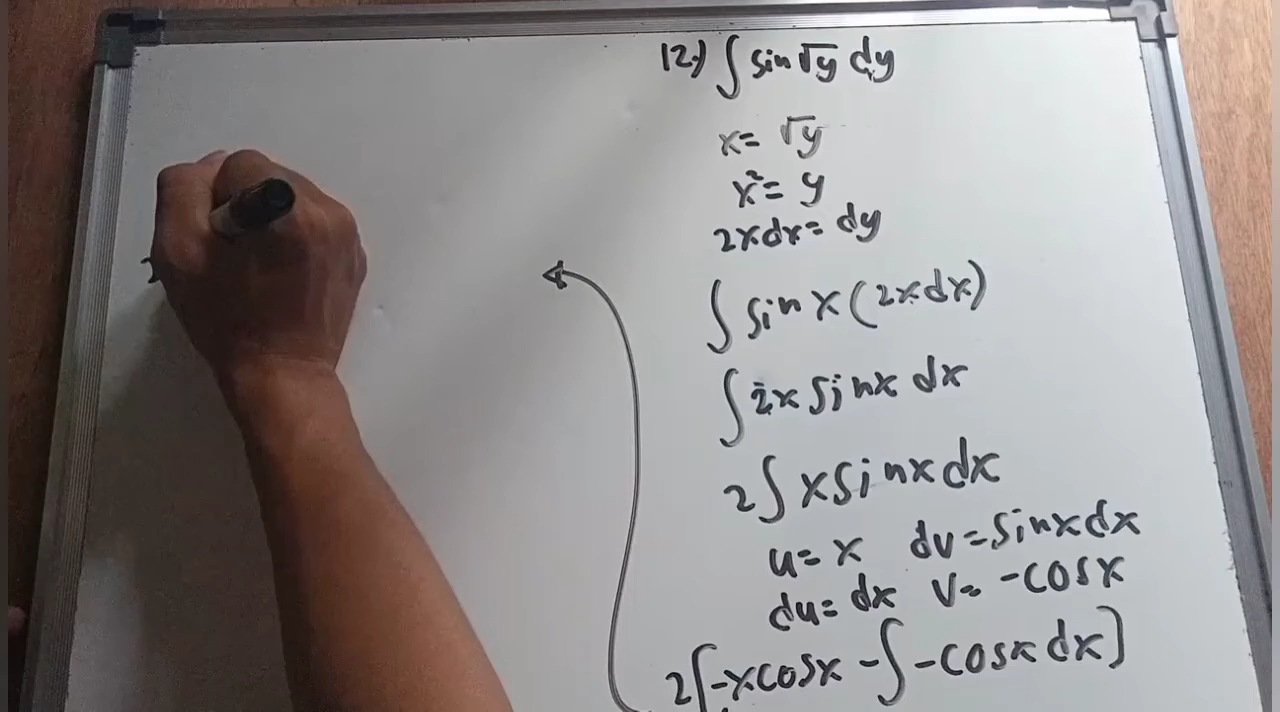 12.) ∫ sin √y dy
x = √y
x² = y
2x dx = dy
∫ sin x (2x dx)
∫ 2x sin x dx
2 ∫ x sin x dx
u = x dv = sin x dx
du = dx v = -cos x
2[-x cos x - ∫ -cos x dx]